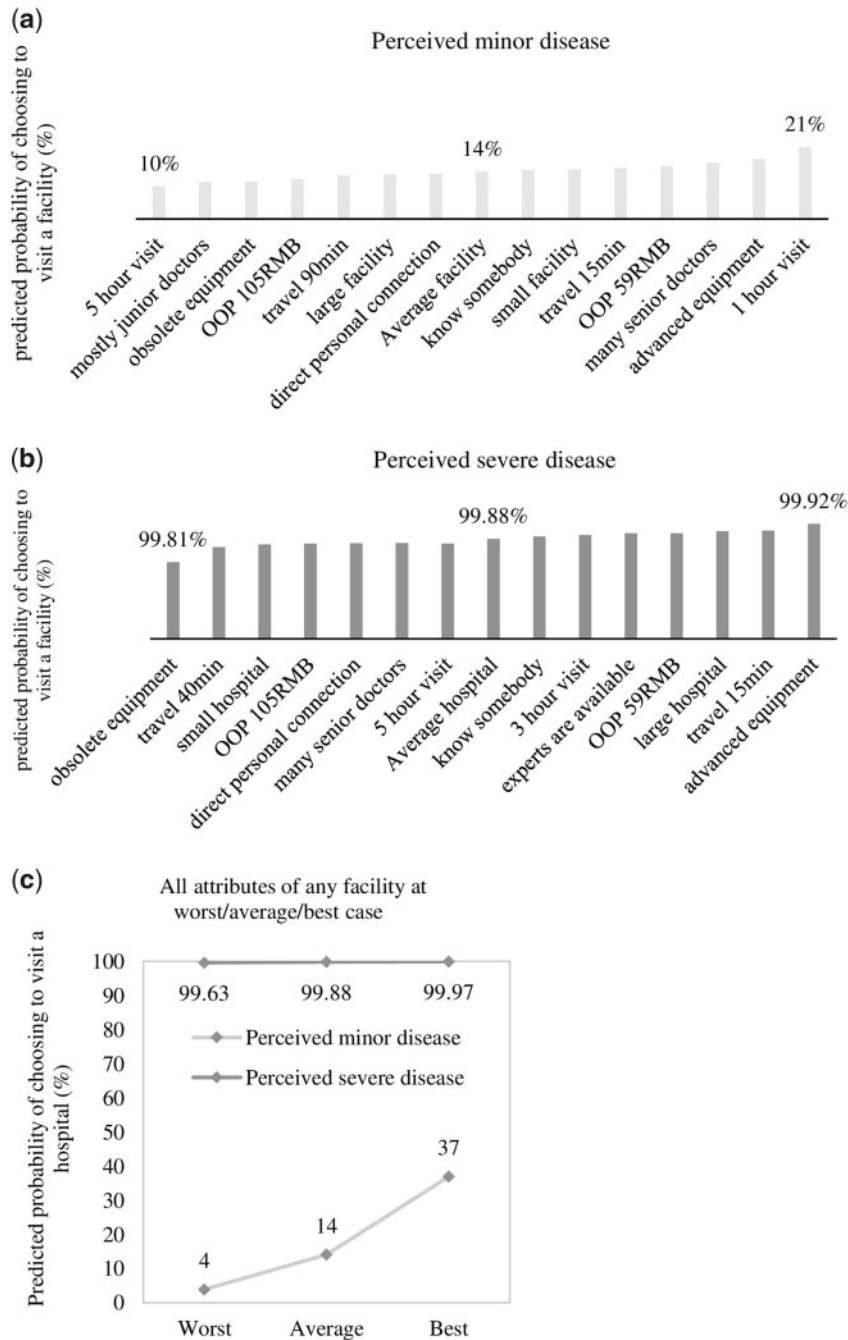 (a)
Perceived minor disease
predicted probability of choosing to
visit a facility (%)
10%
14%
21%
5 hour visit
mostly junior doctors
obsolete equipment
OOP 105RMB
travel 90min
large facility
direct personal connection
Average facility
know somebody
small facility
travel 15min
OOP 59RMB
many senior doctors
advanced equipment
1 hour visit
(b)
Perceived severe disease
predicted probability of choosing to
visit a facility (%)
99.81%
99.88%
99.92%
obsolete equipment
travel 40min
small hospital
OOP 105RMB
direct personal connection
many senior doctors
5 hour visit
Average hospital
know somebody
3 hour visit
experts are available
OOP 59RMB
large hospital
travel 15min
advanced equipment
(c)
All attributes of any facility at
worst/average/best case
Predicted probability of choosing to visit a
hospital (%)
100
90
80
70
60
50
40
30
20
10
0
99.63
99.88
99.97
Perceived minor disease
Perceived severe disease
4
14
37
Worst
Average
Best